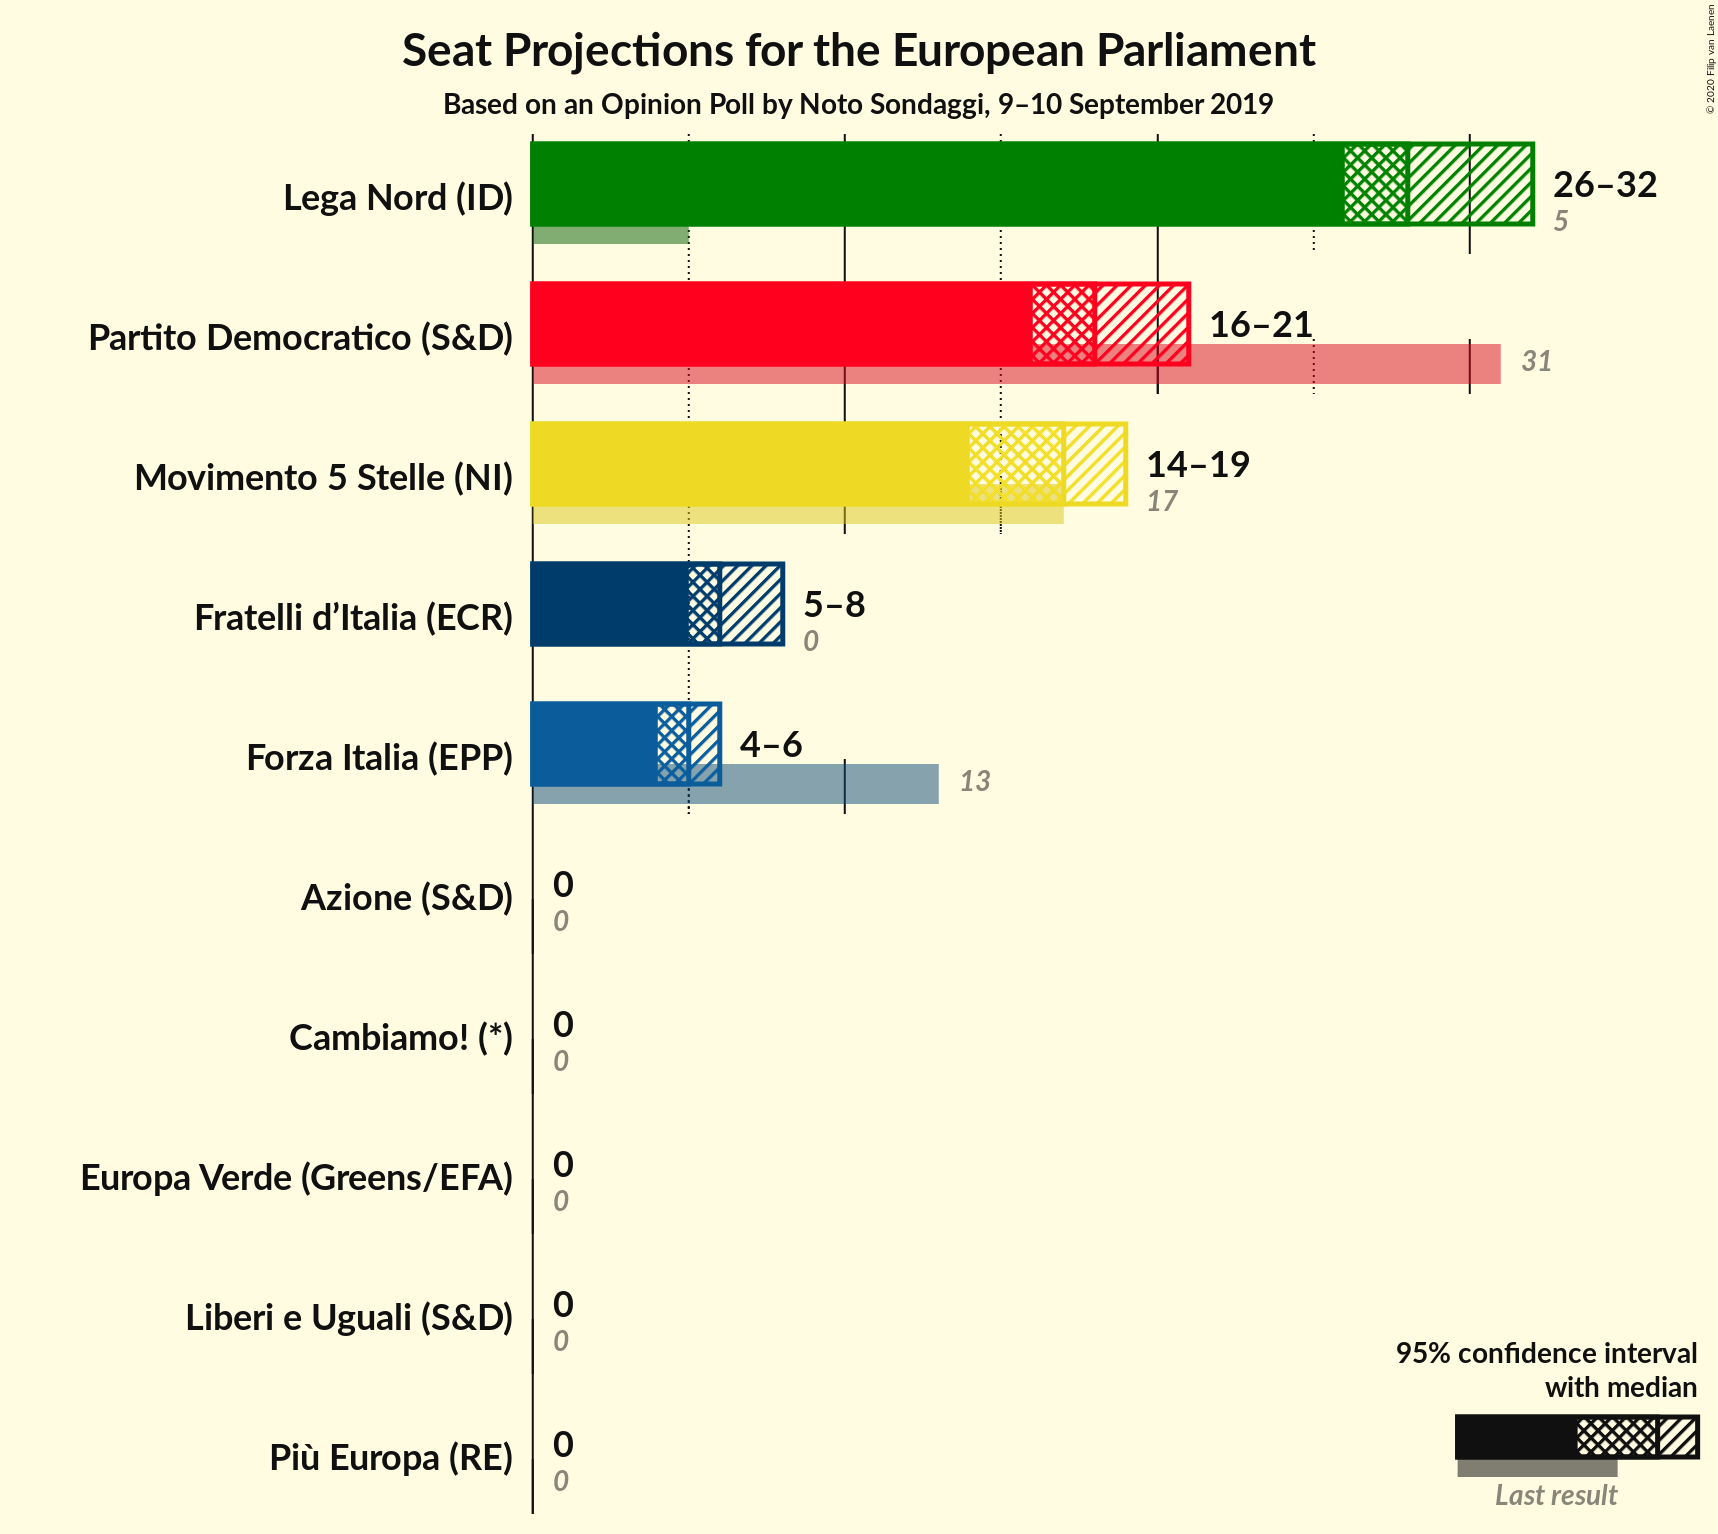 Seat Projections for the European Parliament
Based on an Opinion Poll by Noto Sondaggi, 9–10 September 2019
© 2020 Filip van Laenen
Lega Nord (ID)
26–32
5
Partito Democratico (S&D)
16–21
31
Movimento 5 Stelle (NI)
14–19
17
Fratelli d’Italia (ECR)
5–8
0
Forza Italia (EPP)
4–6
13
Azione (S&D)
0
0
Cambiamo! (*)
0
0
Europa Verde (Greens/EFA)
0
0
Liberi e Uguali (S&D)
0
0
Più Europa (RE)
0
0
95% confidence interval
with median
Last result